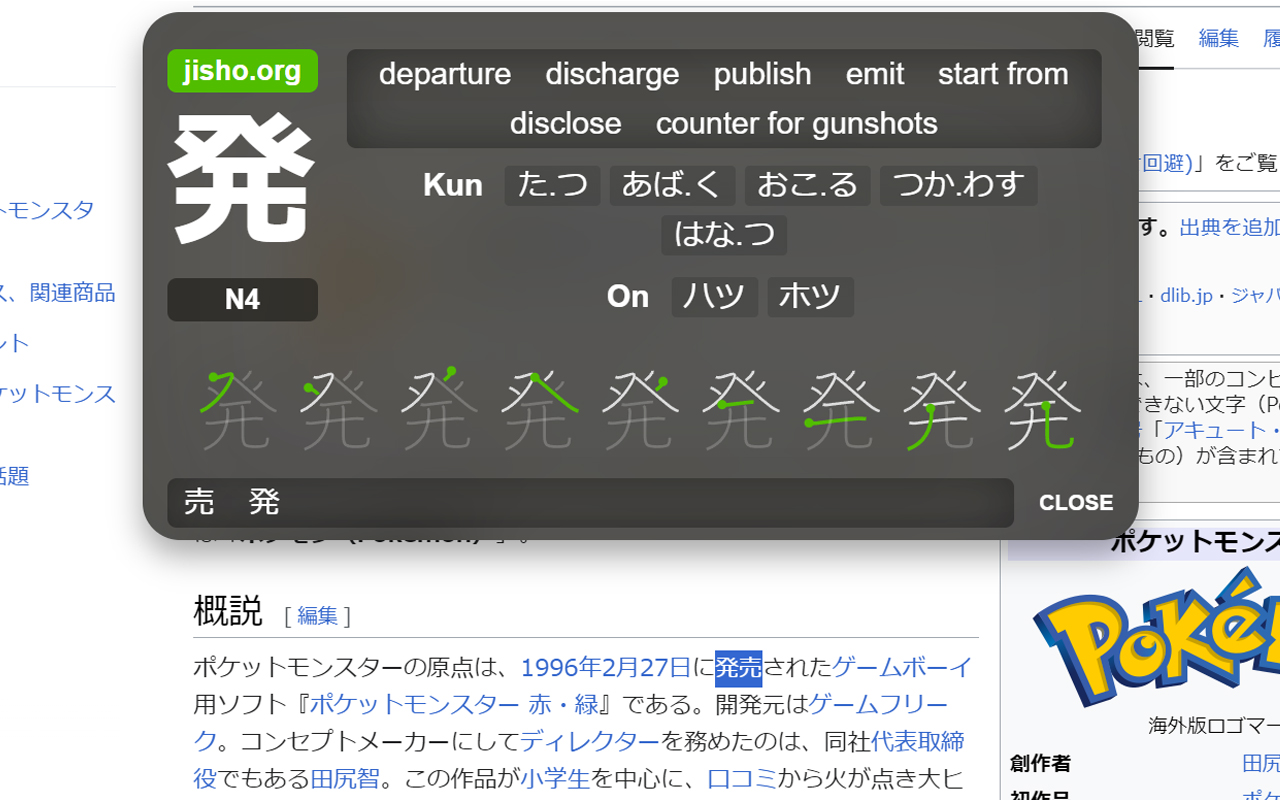 閲覧 編集
jisho.org
departure discharge publish emit start from
disclose counter for gunshots
発
Kun た.つ あば.く おこ.る つか.わす
はな.つ
N4
On ハツ ホツ
売 発
CLOSE
トモンスタ
ス、関連商品
ント
ケットモンス
話題
回避)」をご覧
す。出典を追加
・dlib.jp・ジャパ
は、一部のコンピ
できない文字（Po
「アキュート・
もの）が含まれ
概説 [ 編集 ]
ポケットモンスターの原点は、1996年2月27日に発売されたゲームボーイ
用ソフト『ポケットモンスター 赤・緑』である。開発元はゲームフリー
ク。コンセプトメーカーにしてディレクターを務めたのは、同社代表取締
役でもある田尻智。この作品が小学生を中心に、口コミから火が点き大ヒ
ポケットモンス
Poké
海外版ロゴマー
創作者 田尻
初作品 ポケ